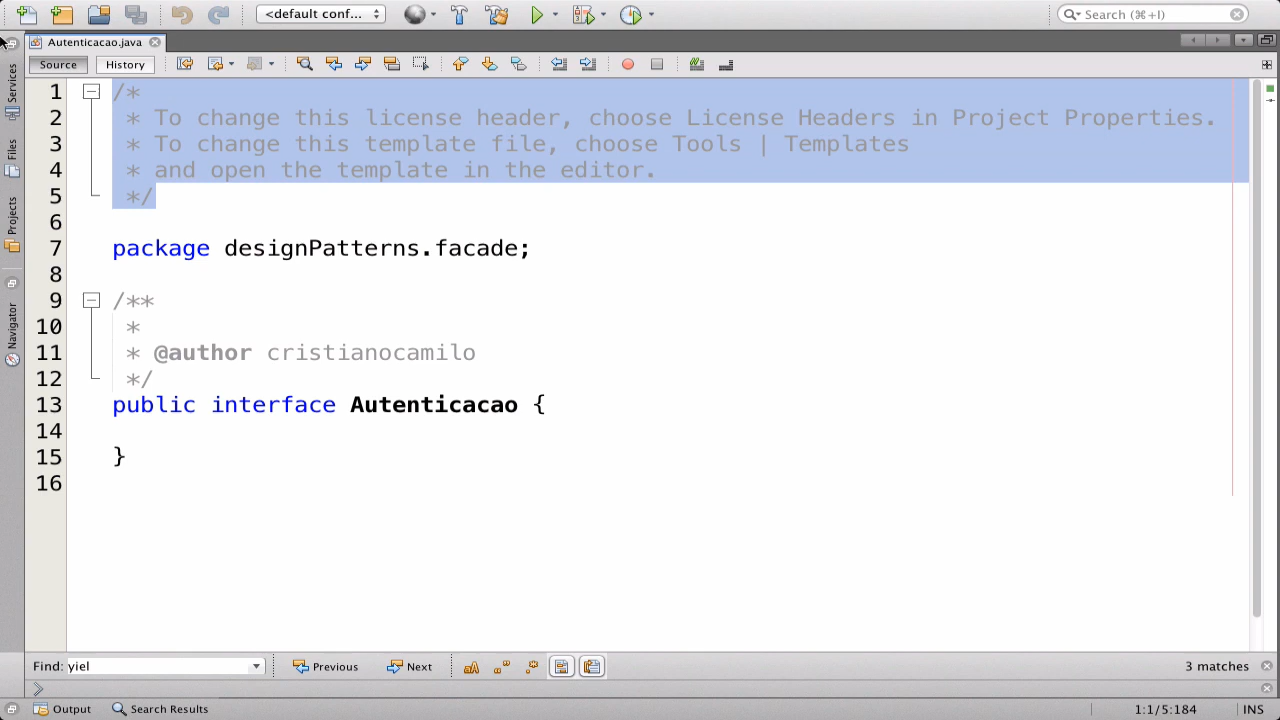 <default conf...
Search (⌘+I)
Autenticacao.java
Source
History
Services
Files
Projects
Navigator
1 /*
2 * To change this license header, choose License Headers in Project Properties.
3 * To change this template file, choose Tools | Templates
4 * and open the template in the editor.
5 */
6
7 package designPatterns.facade;
8
9 /**
10 *
11 * @author cristianocamilo
12 */
13 public interface Autenticacao {
14
15 }
16
Find: yiel
Previous
Next
3 matches
Output
Search Results
1:1/5:184
INS